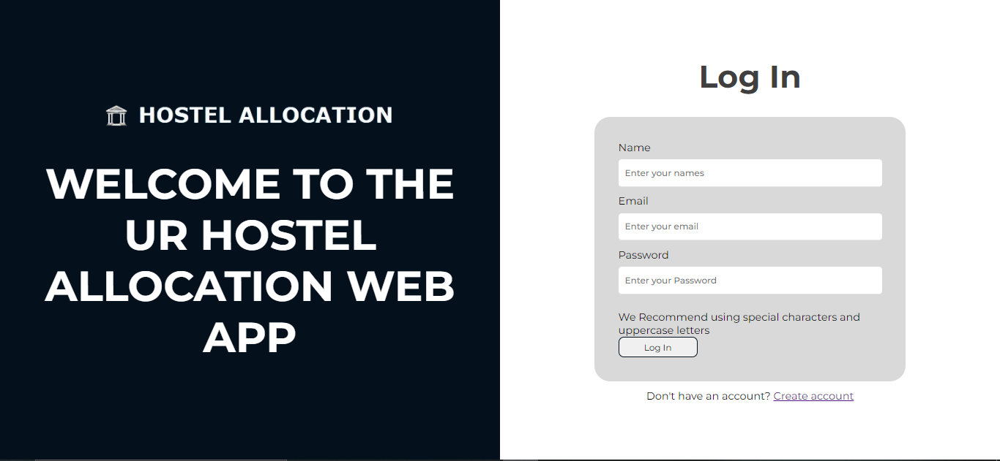 HOSTEL ALLOCATION
WELCOME TO THE
UR HOSTEL
ALLOCATION WEB
APP
Log In
Name
Enter your names
Email
Enter your email
Password
Enter your Password
We Recommend using special characters and
uppercase letters
Log In
Don't have an account? Create account